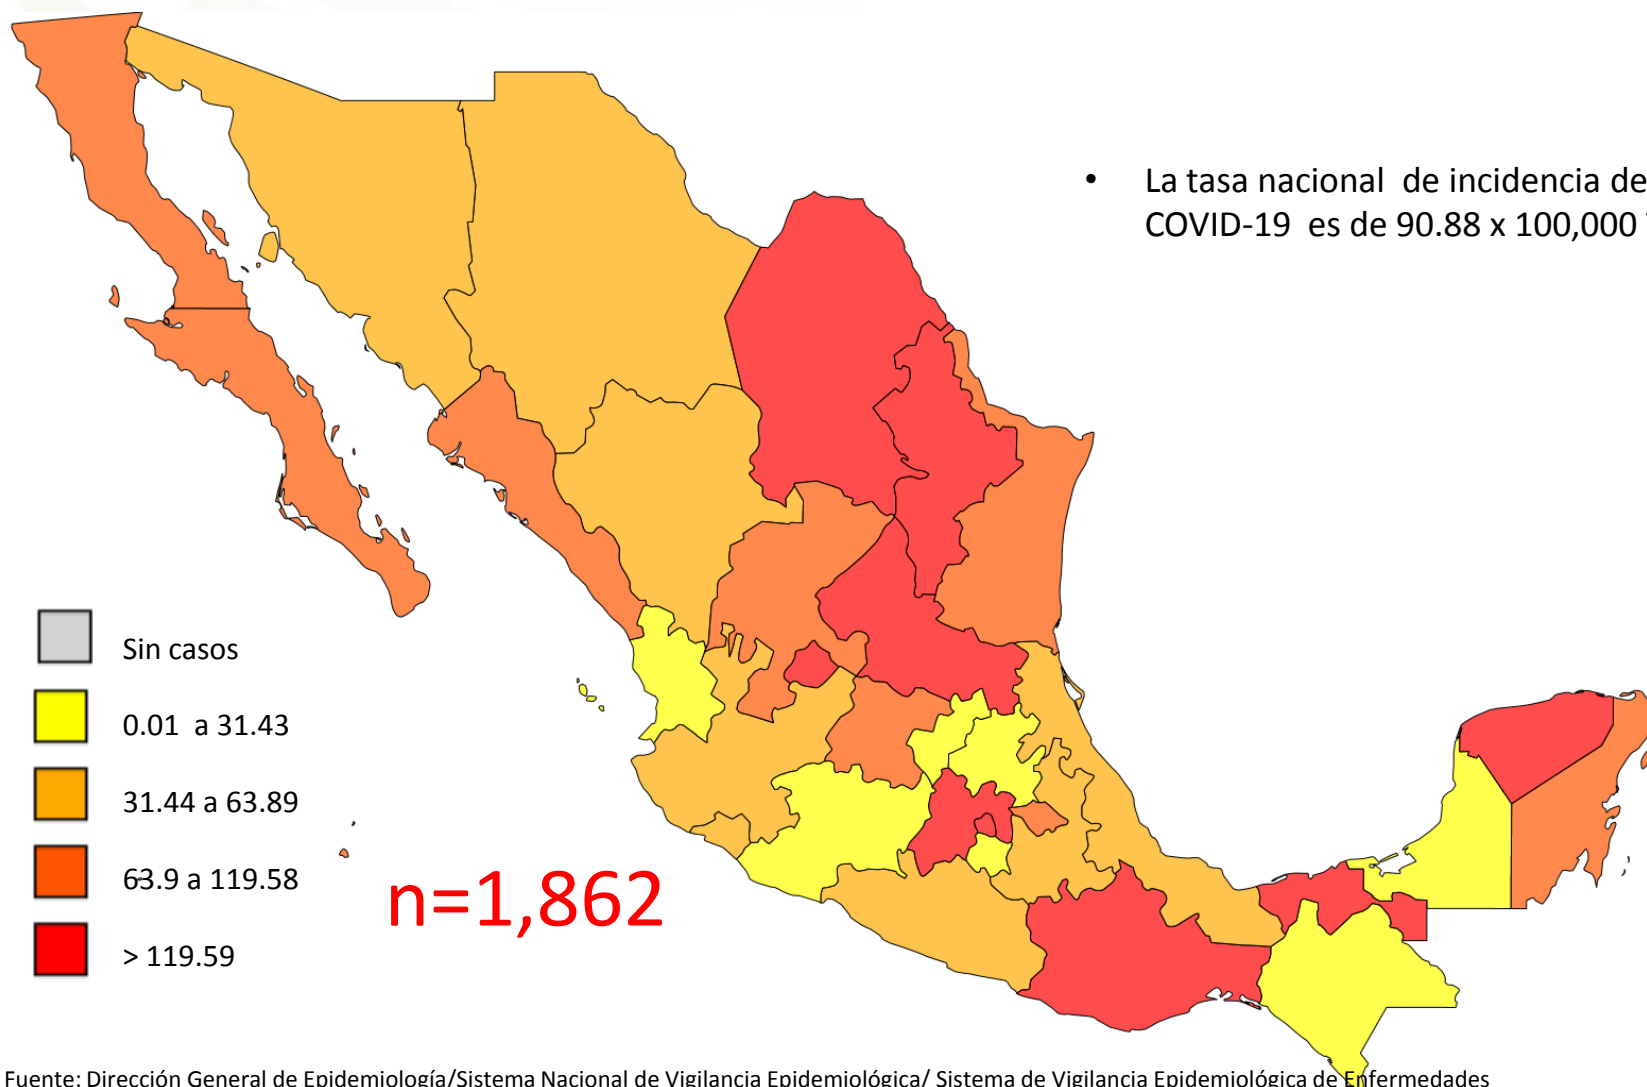 • La tasa nacional de incidencia de
COVID-19 es de 90.88 x 100,000
Sin casos
0.01 a 31.43
31.44 a 63.89
63.9 a 119.58
> 119.59
n=1,862
Fuente: Dirección General de Epidemiología/Sistema Nacional de Vigilancia Epidemiológica/ Sistema de Vigilancia Epidemiológica de Enfermedades